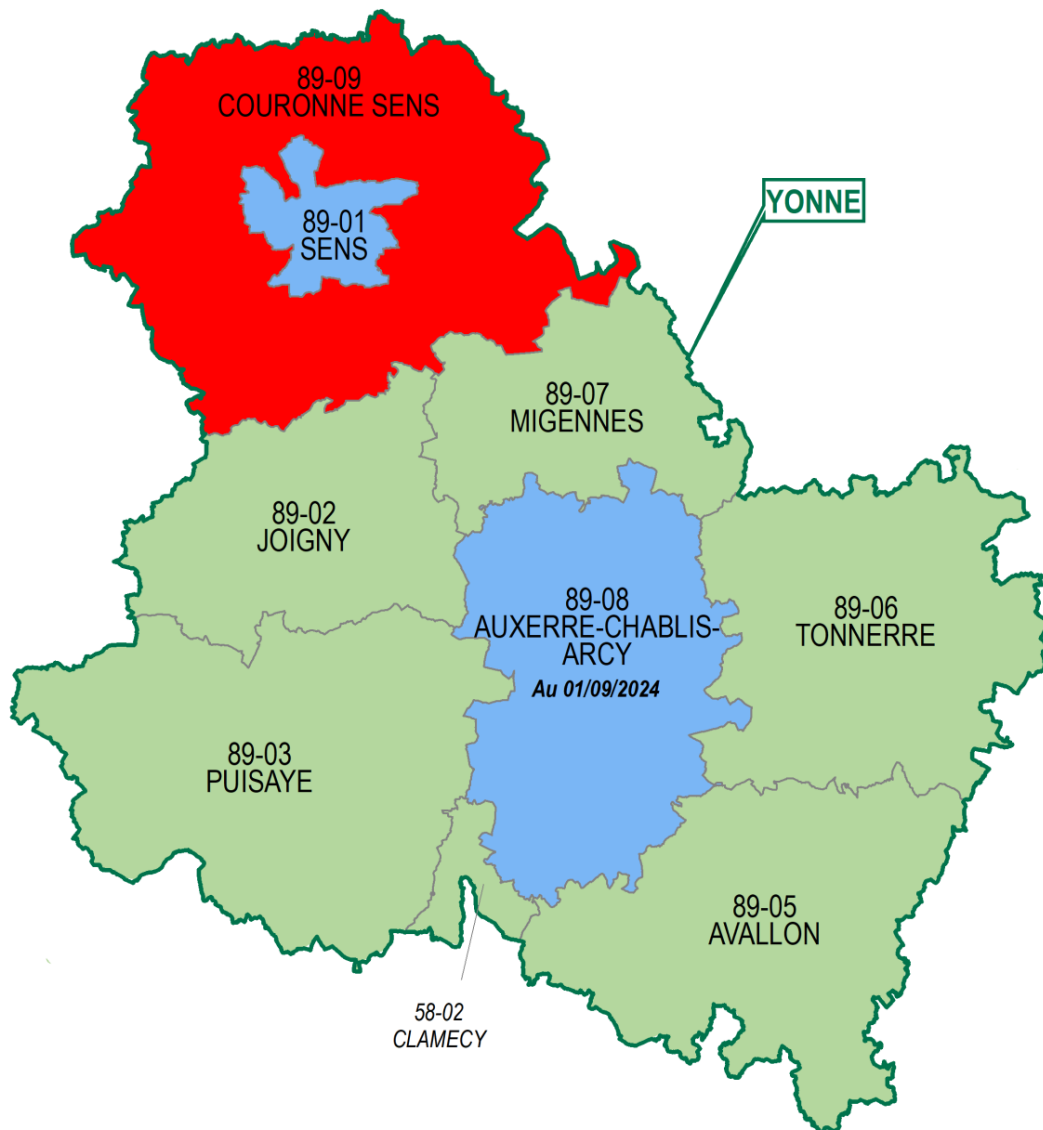 89-09
COURONNE SENS
YONNE
89-01
SENS
89-07
MIGENNES
89-02
JOIGNY
89-08
AUXERRE-CHABLIS-
ARCY
Au 01/09/2024
89-06
TONNERRE
89-03
PUISAYE
89-05
AVALLON
58-02
CLAMECY